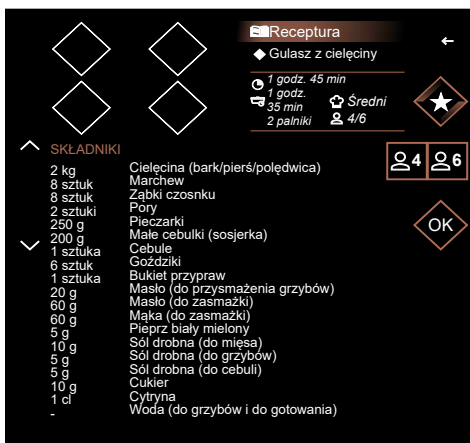 Receptura
Gulasz z cielęciny
1 godz. 45 min
1 godz.
35 min Średni
2 palniki 4/6
SKŁADNIKI
4 6
2 kg Cielęcina (bark/pierś/polędwica)
8 sztuk Marchew
8 sztuk Ząbki czosnku
2 sztuki Pory
250 g Pieczarki
200 g Małe cebulki (sosjerka)
1 sztuka Cebule
6 sztuk Goździki
1 sztuka Bukiet przypraw
20 g Masło (do przysmażenia grzybów)
60 g Masło (do zasmażki)
60 g Mąka (do zasmażki)
5 g Pieprz biały mielony
10 g Sól drobna (do mięsa)
5 g Sól drobna (do grzybów)
5 g Sól drobna (do cebuli)
10 g Cukier
1 cl Cytryna
- Woda (do grzybów i do gotowania)
OK